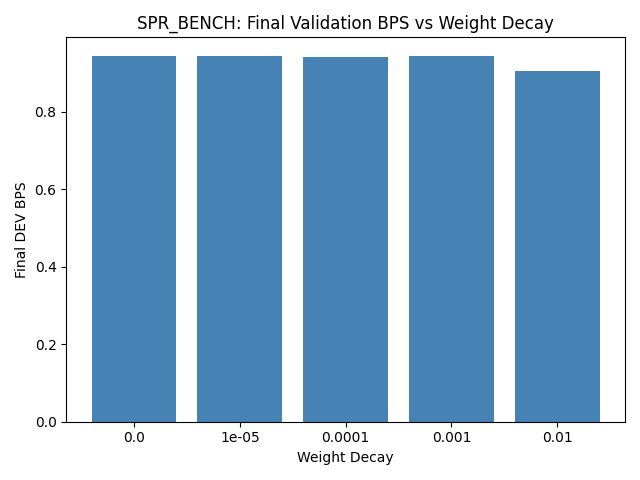 SPR_BENCH: Final Validation BPS vs Weight Decay
Final DEV BPS
0.8
0.6
0.4
0.2
0.0
0.0 1e-05 0.0001 0.001 0.01
Weight Decay